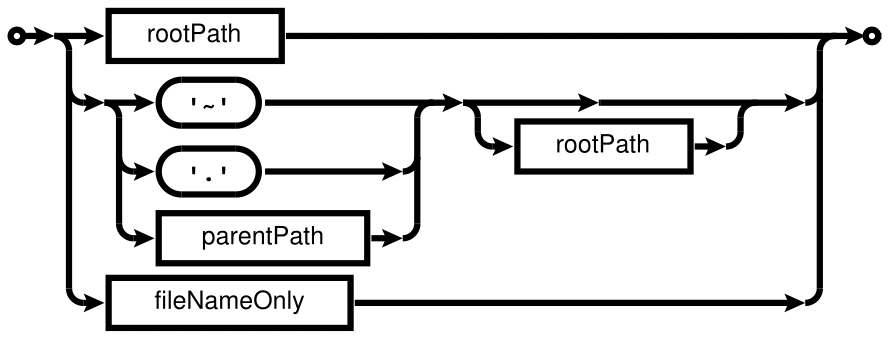 rootPath
'~'
'.'
rootPath
parentPath
fileNameOnly